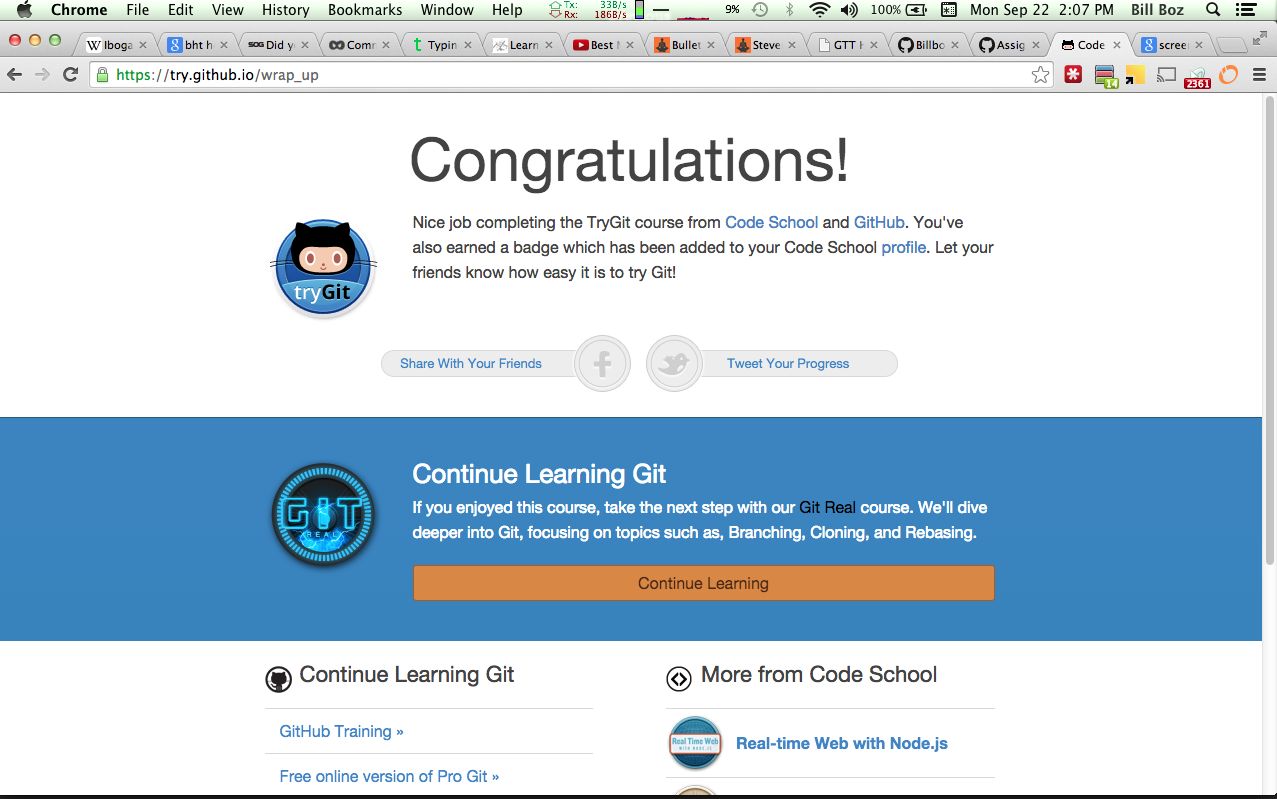 Chrome File Edit View History Bookmarks Window Help Tx: 33B/s Rx: 186B/s 9% 100% Mon Sep 22 2:07 PM Bill Boz
W Iboga 8 bht h SOG Did yo Comr t Typin Learn Best M Bullet Steve GTT H Billbo Assig Code 8 scree
https://try.github.io/wrap_up 14 2361
Congratulations!
Nice job completing the TryGit course from Code School and GitHub. You've
also earned a badge which has been added to your Code School profile. Let your
friends know how easy it is to try Git!
tryGit
Share With Your Friends f Tweet Your Progress
Continue Learning Git
If you enjoyed this course, take the next step with our Git Real course. We'll dive
deeper into Git, focusing on topics such as, Branching, Cloning, and Rebasing.
GIT
REAL
Continue Learning
Continue Learning Git
More from Code School
GitHub Training »
Real Time Web
WITH NODE.JS
Real-time Web with Node.js
Free online version of Pro Git »